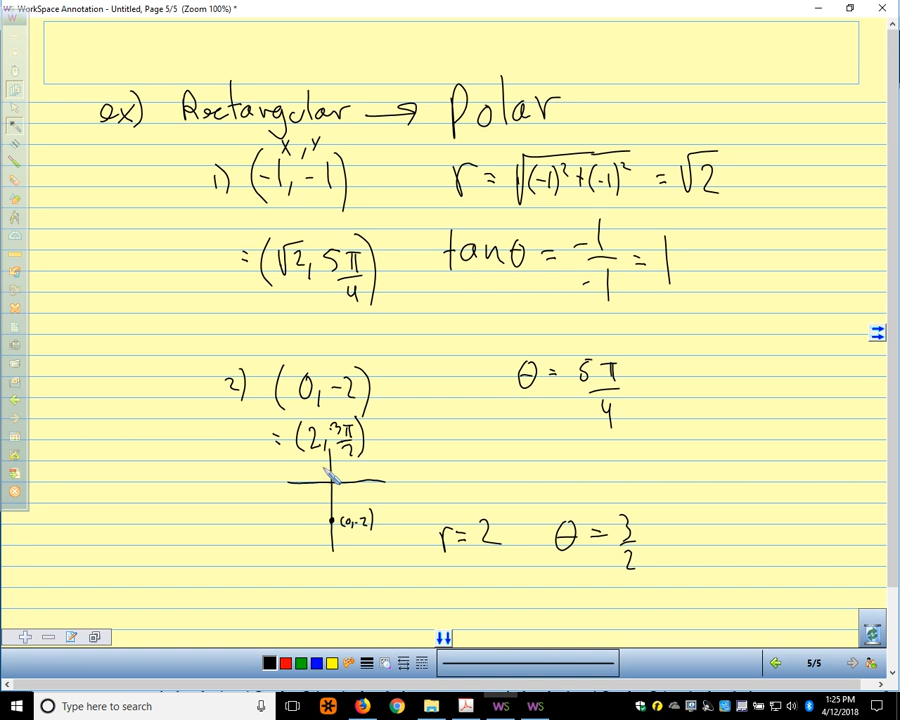 WorkSpace Annotation - Untitled, Page 5/5 (Zoom 100%) *
ex) Rectangular → Polar
x, y
1) (-1, -1) r = √(-1)²+(-1)² = √2
= (√2, 5π/4) tanθ = -1/-1 = 1
2) (0, -2) θ = 5π/4
= (2, 3π/2)
(0,-2) r = 2 θ = 3/2
5/5
Type here to search
1:25 PM
4/12/2018